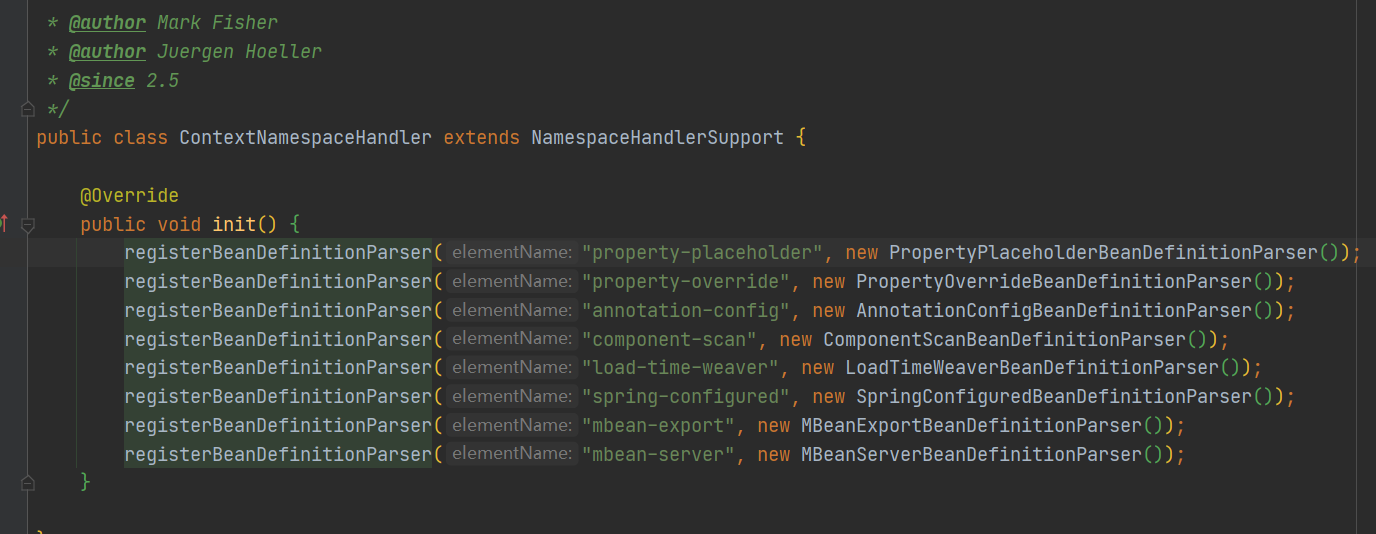 * @author Mark Fisher
* @author Juergen Hoeller
* @since 2.5
*/
public class ContextNamespaceHandler extends NamespaceHandlerSupport {
@Override
public void init() {
registerBeanDefinitionParser( elementName: "property-placeholder", new PropertyPlaceholderBeanDefinitionParser());
registerBeanDefinitionParser( elementName: "property-override", new PropertyOverrideBeanDefinitionParser());
registerBeanDefinitionParser( elementName: "annotation-config", new AnnotationConfigBeanDefinitionParser());
registerBeanDefinitionParser( elementName: "component-scan", new ComponentScanBeanDefinitionParser());
registerBeanDefinitionParser( elementName: "load-time-weaver", new LoadTimeWeaverBeanDefinitionParser());
registerBeanDefinitionParser( elementName: "spring-configured", new SpringConfiguredBeanDefinitionParser());
registerBeanDefinitionParser( elementName: "mbean-export", new MBeanExportBeanDefinitionParser());
registerBeanDefinitionParser( elementName: "mbean-server", new MBeanServerBeanDefinitionParser());
}
}